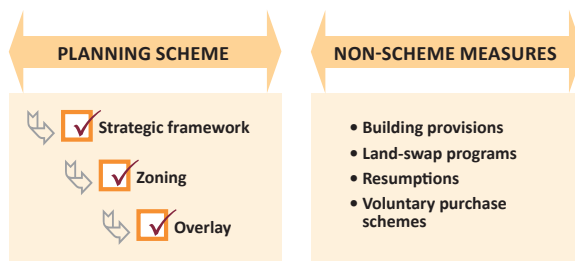 PLANNING SCHEME
Strategic framework
Zoning
Overlay
NON-SCHEME MEASURES
• Building provisions
• Land-swap programs
• Resumptions
• Voluntary purchase
schemes